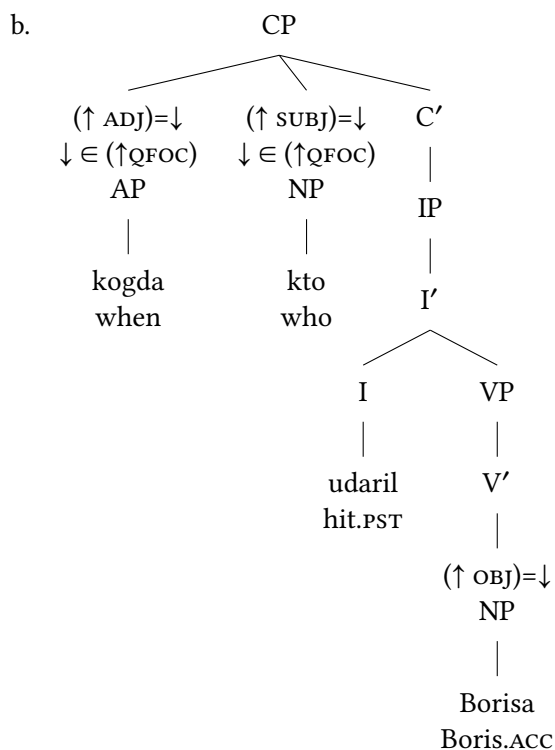 b.
CP
(↑ ADJ)=↓ (↑ SUBJ)=↓ C′
↓ ∈ (↑QFOC) ↓ ∈ (↑QFOC)
AP NP IP
kogda kto I′
when who
I VP
udaril V′
hit.PST
(↑ OBJ)=↓
NP
Borisa
Boris.ACC